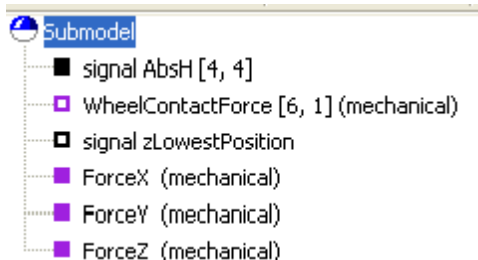 Submodel
signal AbsH [4, 4]
WheelContactForce [6, 1] (mechanical)
signal zLowestPosition
ForceX (mechanical)
ForceY (mechanical)
ForceZ (mechanical)